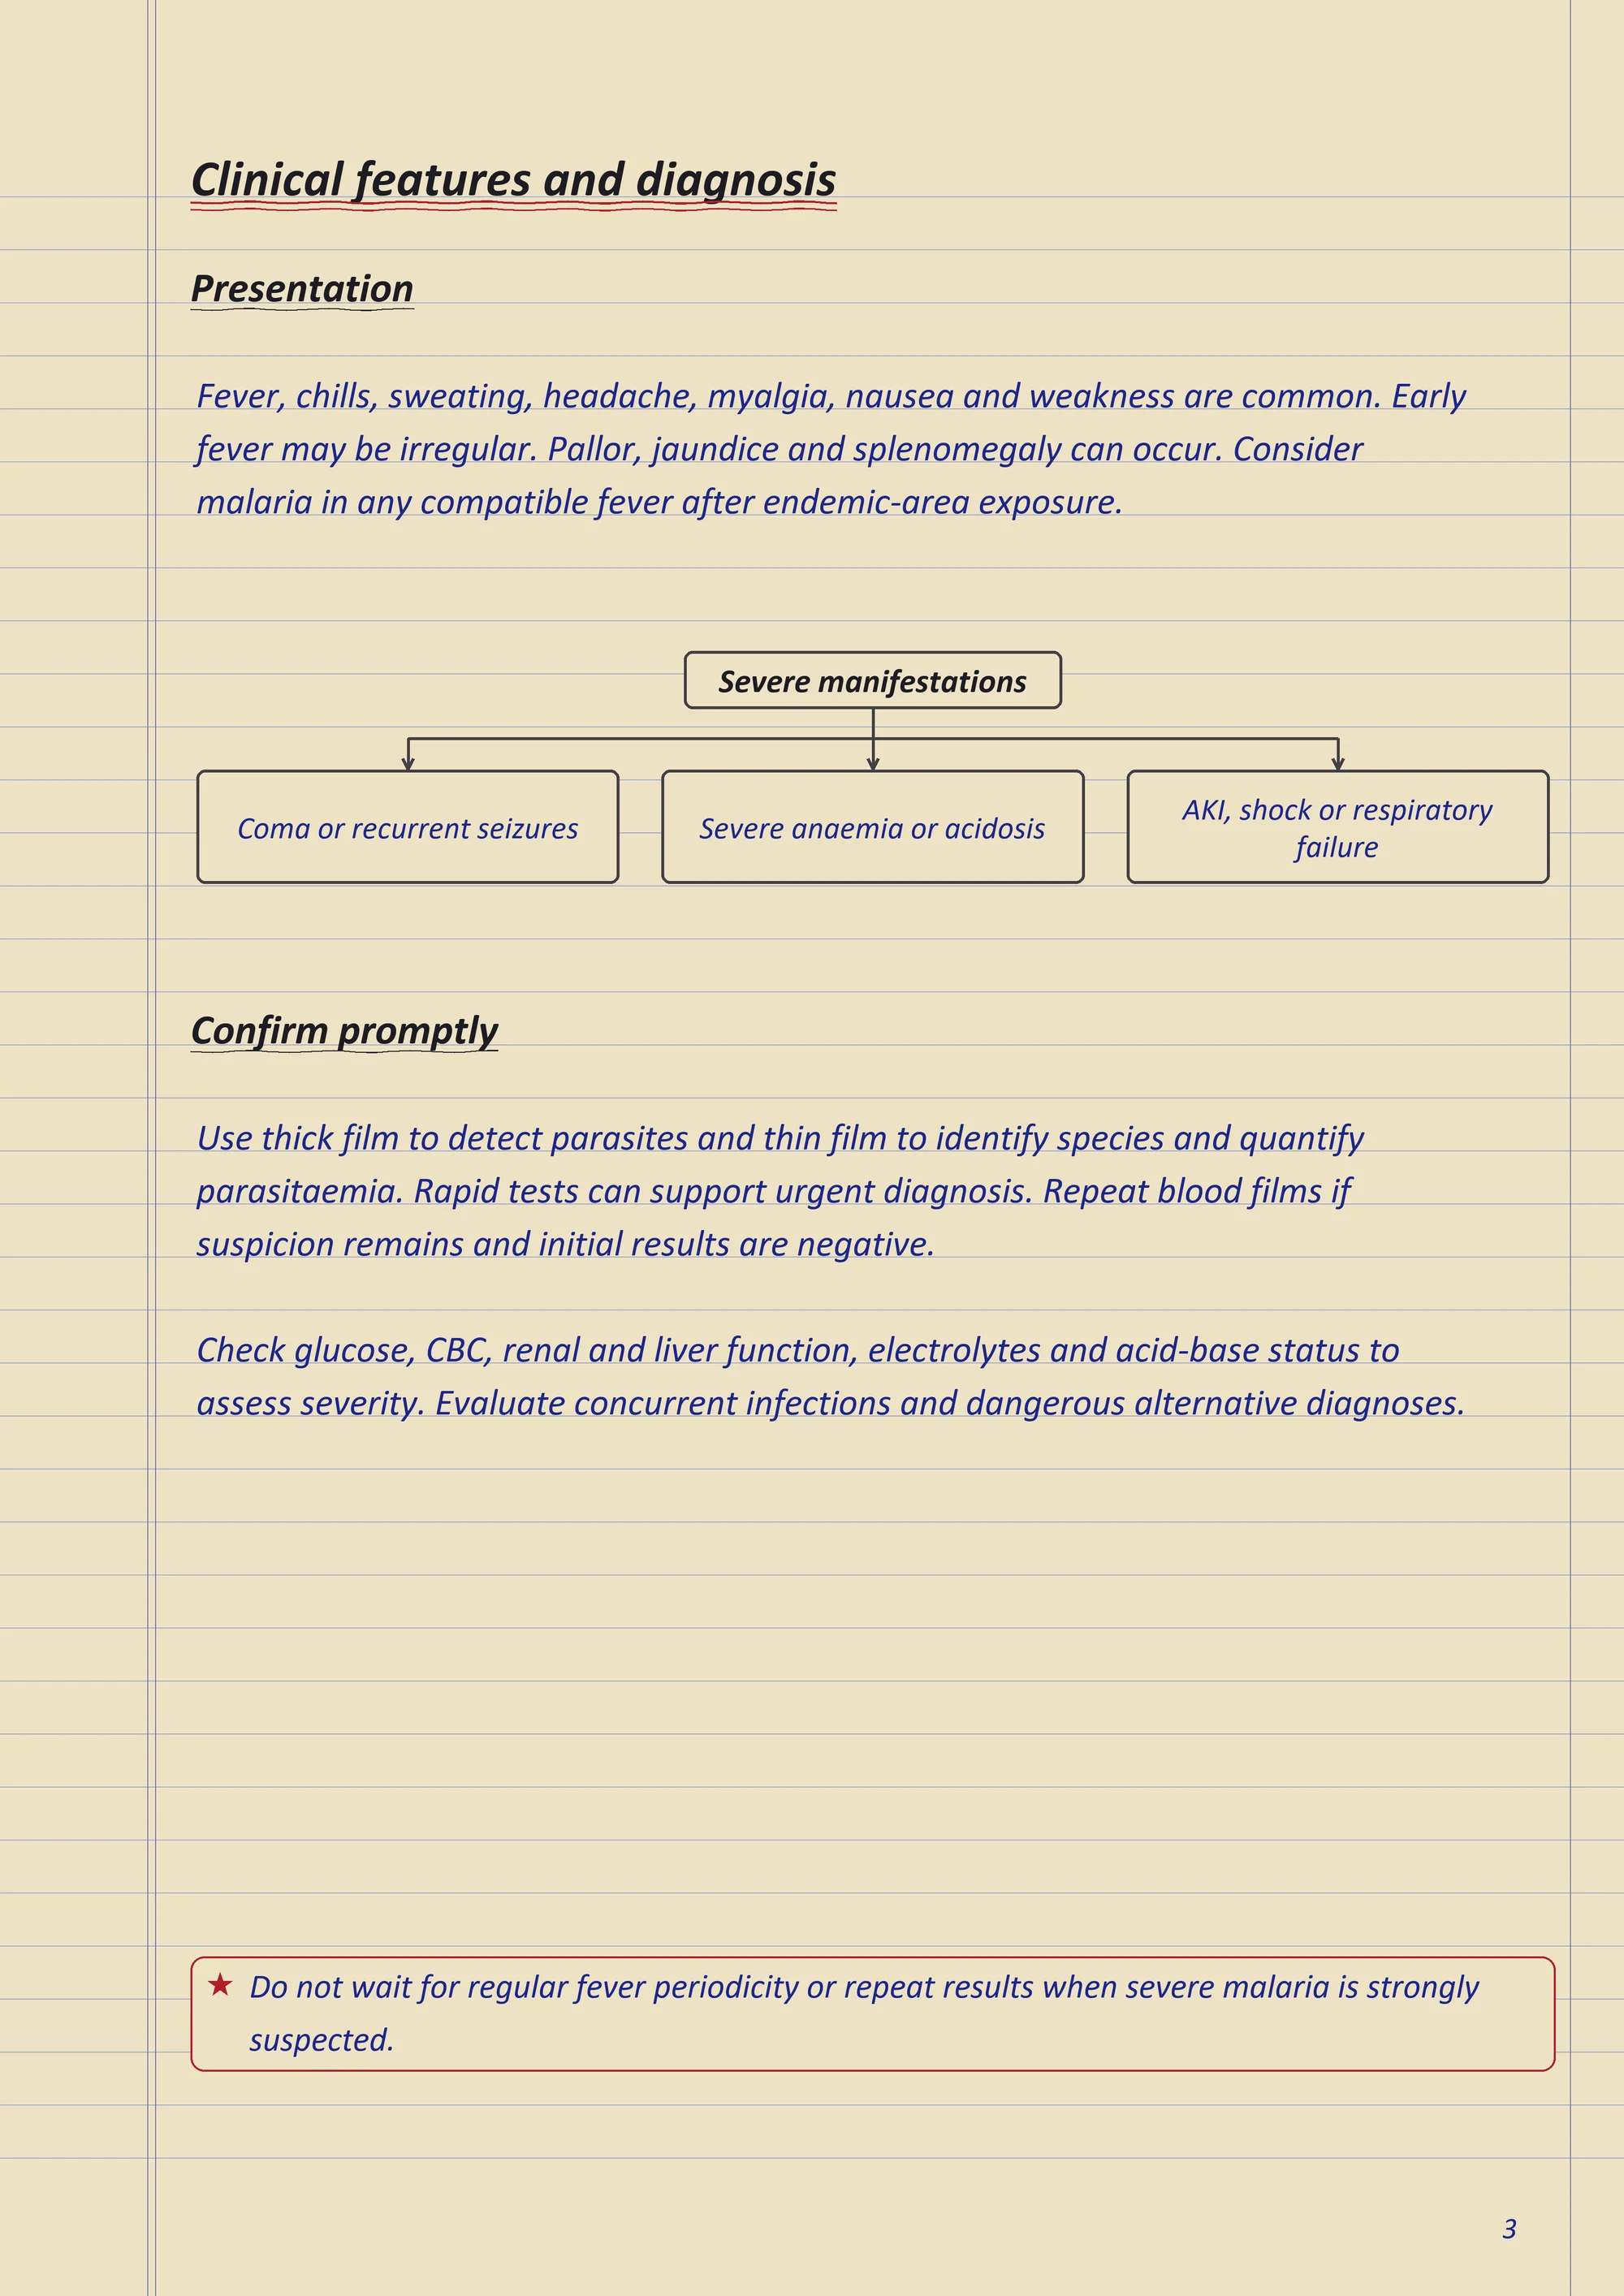 Clinical features and diagnosis
Presentation
Fever, chills, sweating, headache, myalgia, nausea and weakness are common. Early
fever may be irregular. Pallor, jaundice and splenomegaly can occur. Consider
malaria in any compatible fever after endemic-area exposure.
Severe manifestations
Coma or recurrent seizures
Severe anaemia or acidosis
AKI, shock or respiratory
failure
Confirm promptly
Use thick film to detect parasites and thin film to identify species and quantify
parasitaemia. Rapid tests can support urgent diagnosis. Repeat blood films if
suspicion remains and initial results are negative.
Check glucose, CBC, renal and liver function, electrolytes and acid-base status to
assess severity. Evaluate concurrent infections and dangerous alternative diagnoses.
★ Do not wait for regular fever periodicity or repeat results when severe malaria is strongly
suspected.
3